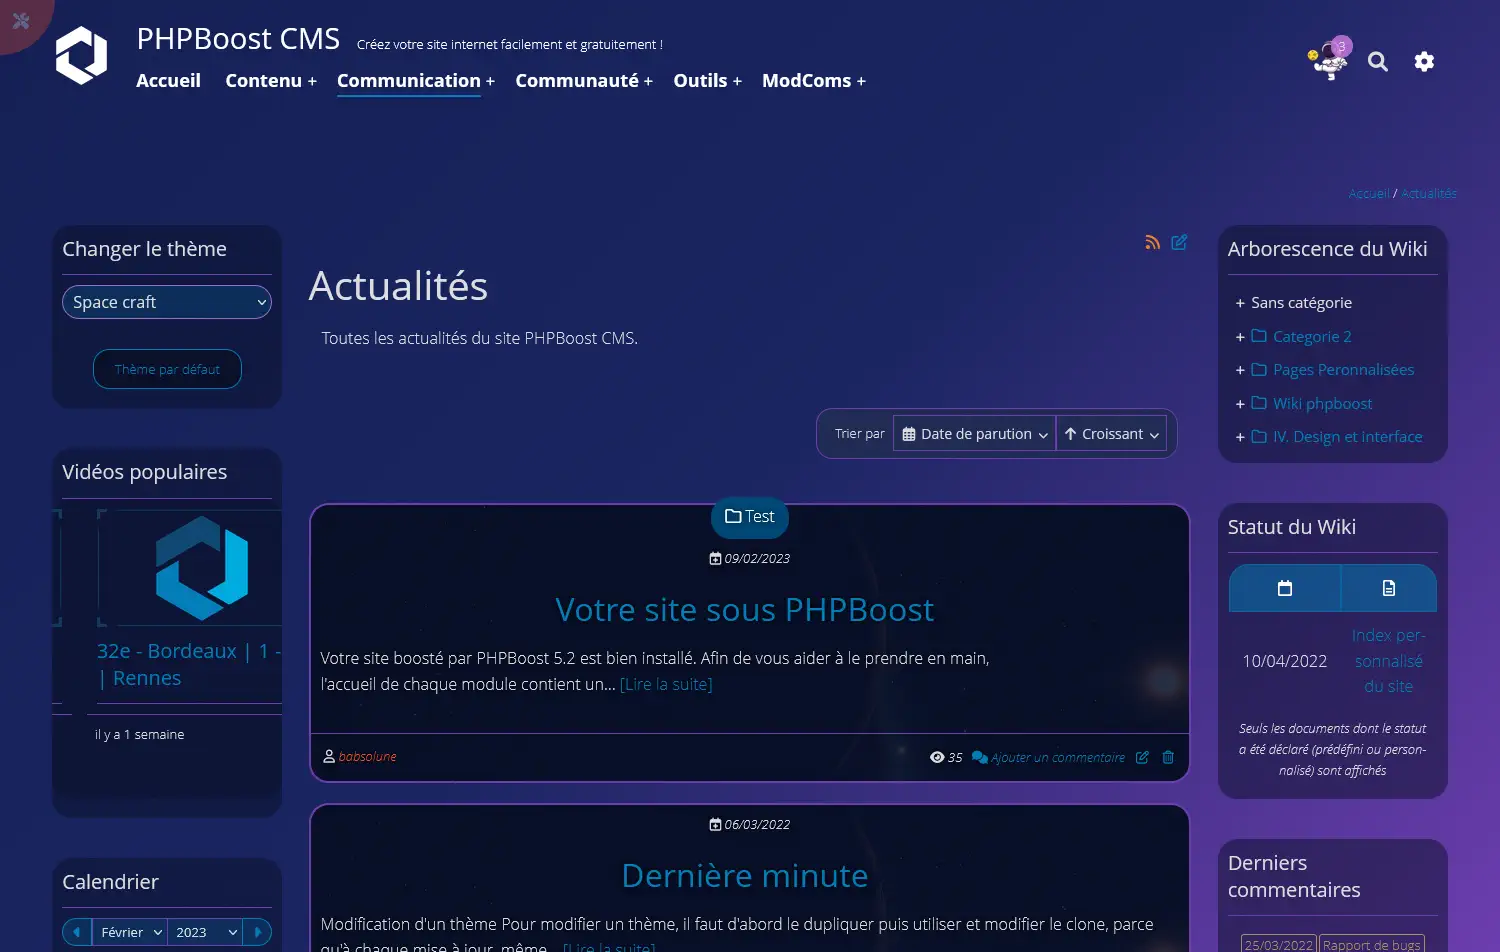 PHPBoost CMS Créez votre site internet facilement et gratuitement !
Accueil Contenu + Communication + Communauté + Outils + ModComs +
3
Accueil / Actualités
Changer le thème
Space craft
Thème par défaut
Vidéos populaires
32e - Bordeaux | 1 -
| Rennes
il y a 1 semaine
Calendrier
Février 2023
Actualités
Toutes les actualités du site PHPBoost CMS.
Trier par Date de parution Croissant
Test
09/02/2023
Votre site sous PHPBoost
Votre site boosté par PHPBoost 5.2 est bien installé. Afin de vous aider à le prendre en main,
l'accueil de chaque module contient un... [Lire la suite]
babsolune 35 Ajouter un commentaire
06/03/2022
Dernière minute
Modification d'un thème Pour modifier un thème, il faut d'abord le dupliquer puis utiliser et modifier le clone, parce
qu'à chaque mise à jour, même... [Lire la suite]
Arborescence du Wiki
+ Sans catégorie
+ Categorie 2
+ Pages Peronnalisées
+ Wiki phpboost
+ IV. Design et interface
Statut du Wiki
10/04/2022
Index per-
sonnalisé
du site
Seuls les documents dont le statut
a été déclaré (prédéfini ou person-
nalisé) sont affichés
Derniers
commentaires
25/03/2022 Rapport de bugs